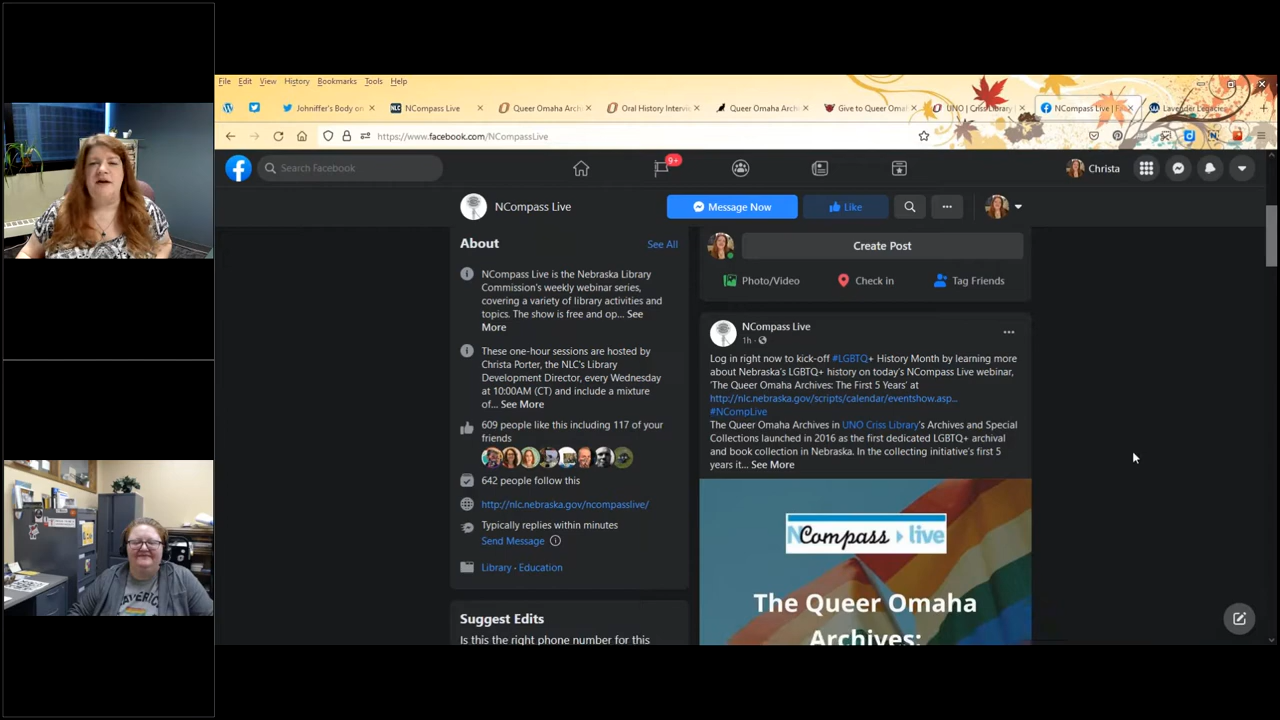 File Edit View History Bookmarks Tools Help
Johniffer's Body on
NCompass Live
Queer Omaha Archi
Oral History Intervi
Queer Omaha Archi
Give to Queer Oma
UNO | Criss Library
NCompass Live | Fa
Lavender Legacies
https://www.facebook.com/NCompassLive
Search Facebook
9+
Christa
NCompass Live
Message Now
Like
About
See All
NCompass Live is the Nebraska Library
Commission's weekly webinar series,
covering a variety of library activities and
topics. The show is free and op... See
More
These one-hour sessions are hosted by
Christa Porter, the NLC's Library
Development Director, every Wednesday
at 10:00AM (CT) and include a mixture
of... See More
609 people like this including 117 of your
friends
642 people follow this
http://nlc.nebraska.gov/ncompasslive/
Typically replies within minutes
Send Message
Library · Education
Suggest Edits
Is this the right phone number for this
Create Post
Photo/Video
Check in
Tag Friends
NCompass Live
1h ·
Log in right now to kick-off #LGBTQ+ History Month by learning more
about Nebraska's LGBTQ+ history on today's NCompass Live webinar,
'The Queer Omaha Archives: The First 5 Years' at
http://nlc.nebraska.gov/scripts/calendar/eventshow.asp...
#NCompLive
The Queer Omaha Archives in UNO Criss Library's Archives and Special
Collections launched in 2016 as the first dedicated LGBTQ+ archival
and book collection in Nebraska. In the collecting initiative's first 5
years it... See More
NCompass live
The Queer Omaha
Archives: